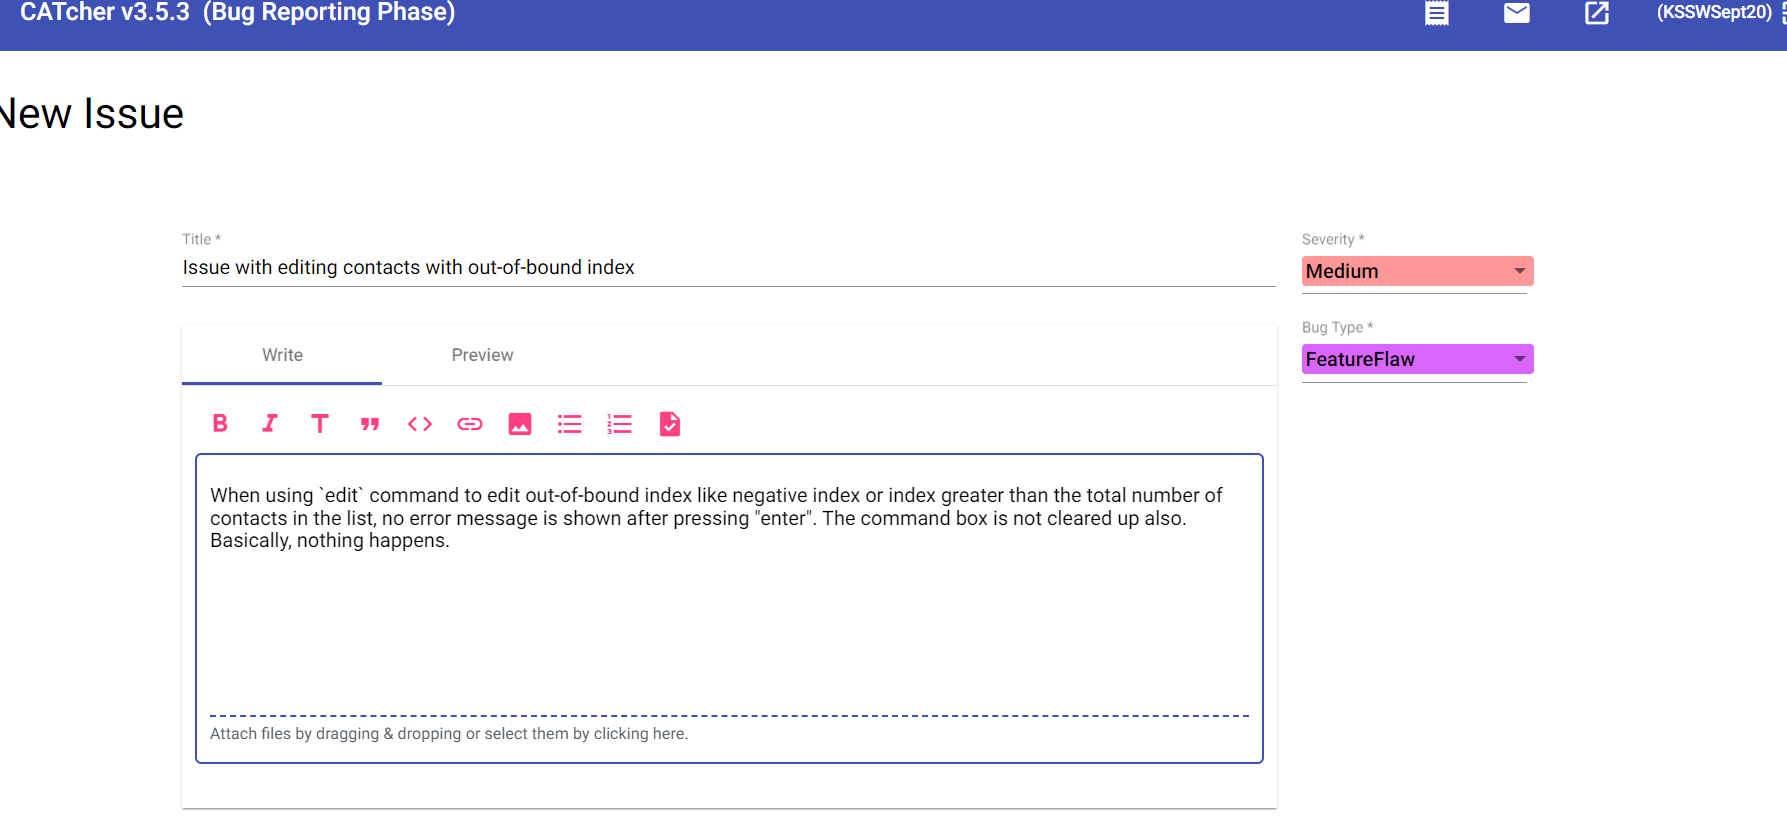 CATcher v3.5.3 (Bug Reporting Phase)
(KSSWSept20)
New Issue
Title *
Issue with editing contacts with out-of-bound index
Severity *
Medium
Bug Type *
FeatureFlaw
Write
Preview
When using `edit` command to edit out-of-bound index like negative index or index greater than the total number of
contacts in the list, no error message is shown after pressing "enter". The command box is not cleared up also.
Basically, nothing happens.
Attach files by dragging & dropping or select them by clicking here.